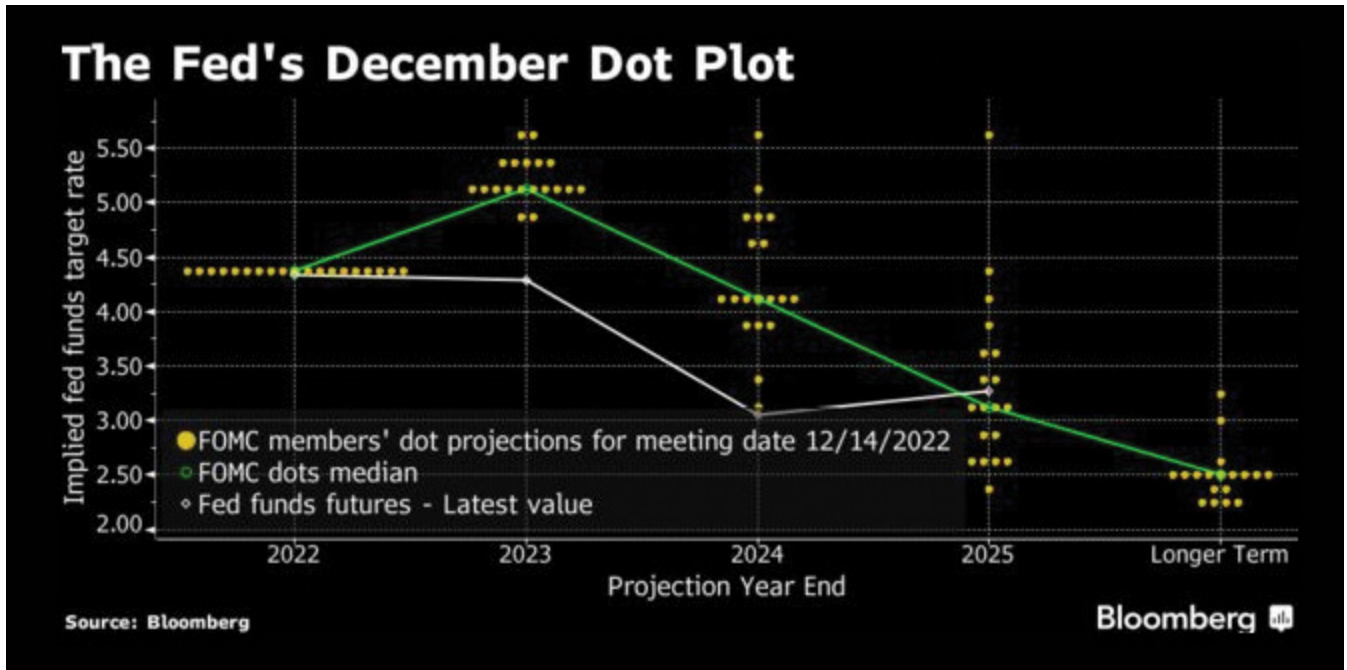 The Fed's December Dot Plot
Implied fed funds target rate
5.50
5.00
4.50
4.00
3.50
3.00
2.50
2.00
FOMC members' dot projections for meeting date 12/14/2022
FOMC dots median
Fed funds futures - Latest value
2022 2023 2024 2025 Longer Term
Projection Year End
Source: Bloomberg
Bloomberg